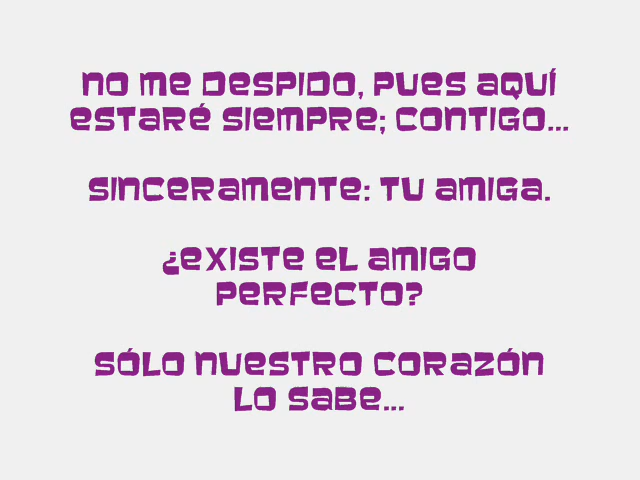 No me despido, pues aquí
estaré siempre; contigo...
Sinceramente: Tu amiga.
¿Existe el amigo
perfecto?
Sólo nuestro corazón
lo sabe...